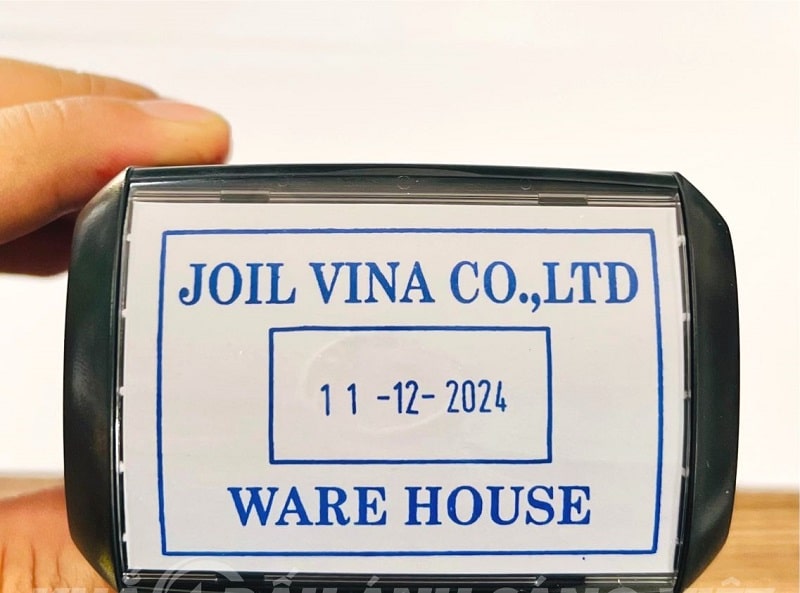 JOIL VINA CO.,LTD
11 -12- 2024
WARE HOUSE